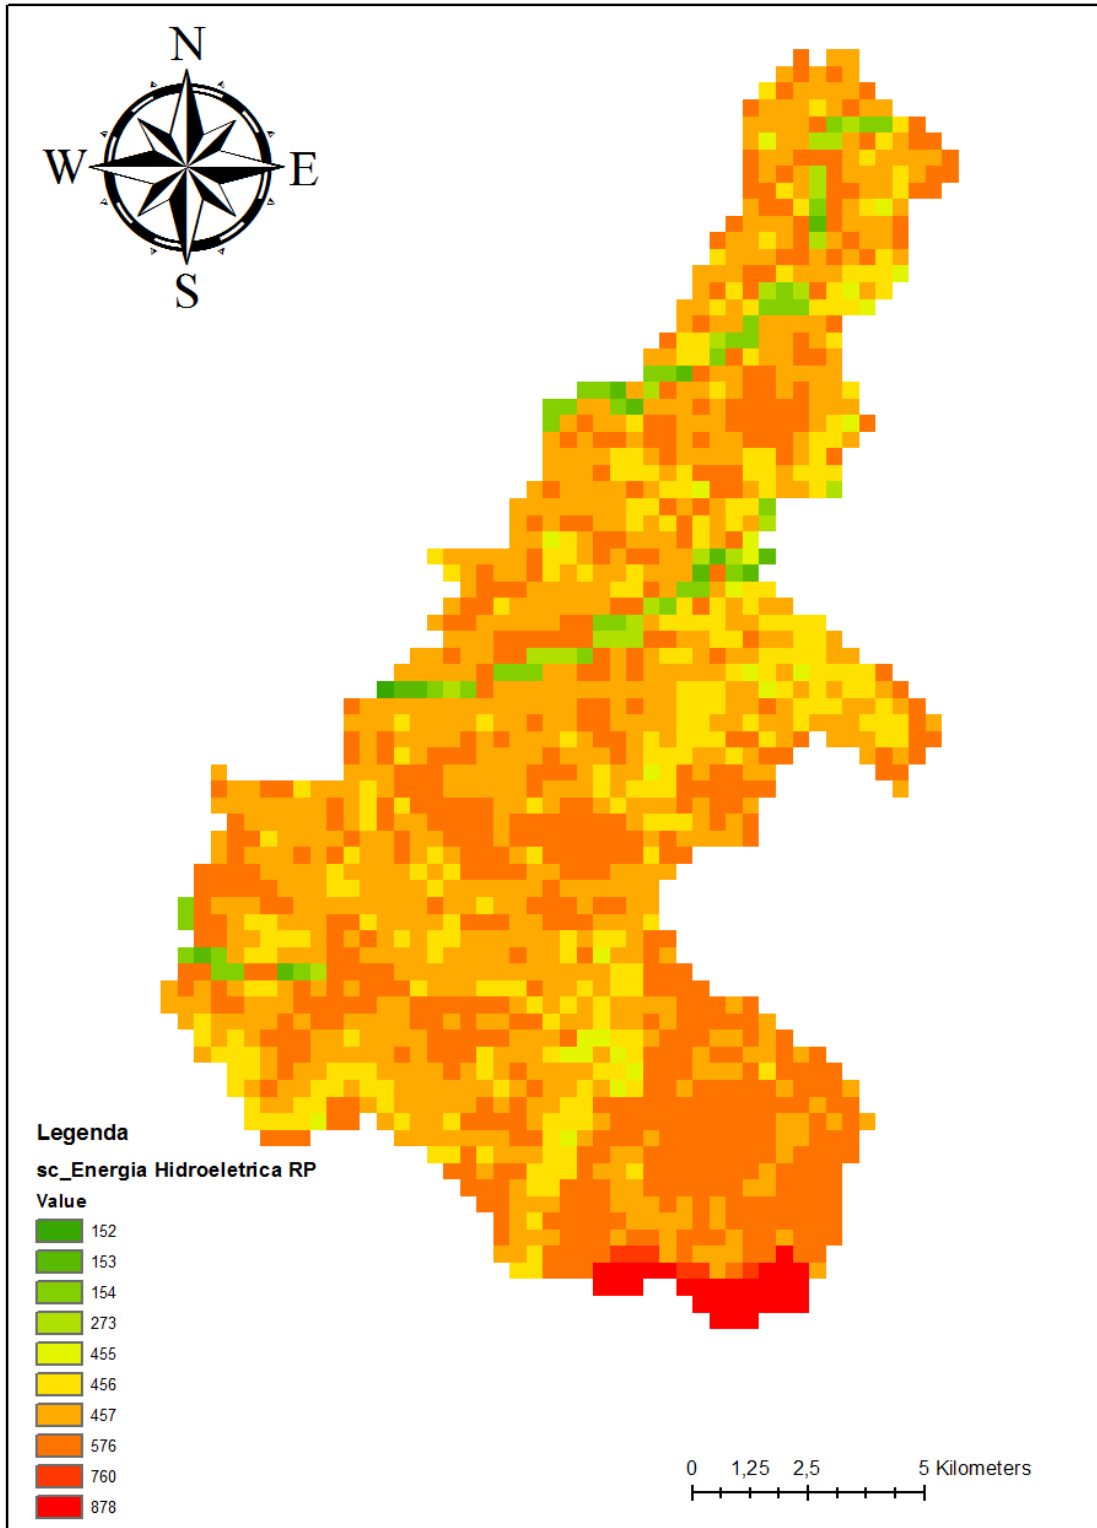 N
W
E
S
Legenda
sc_Energia Hidroeletrica RP
Value
152
153
154
273
455
456
457
576
760
878
0 1,25 2,5 5 Kilometers